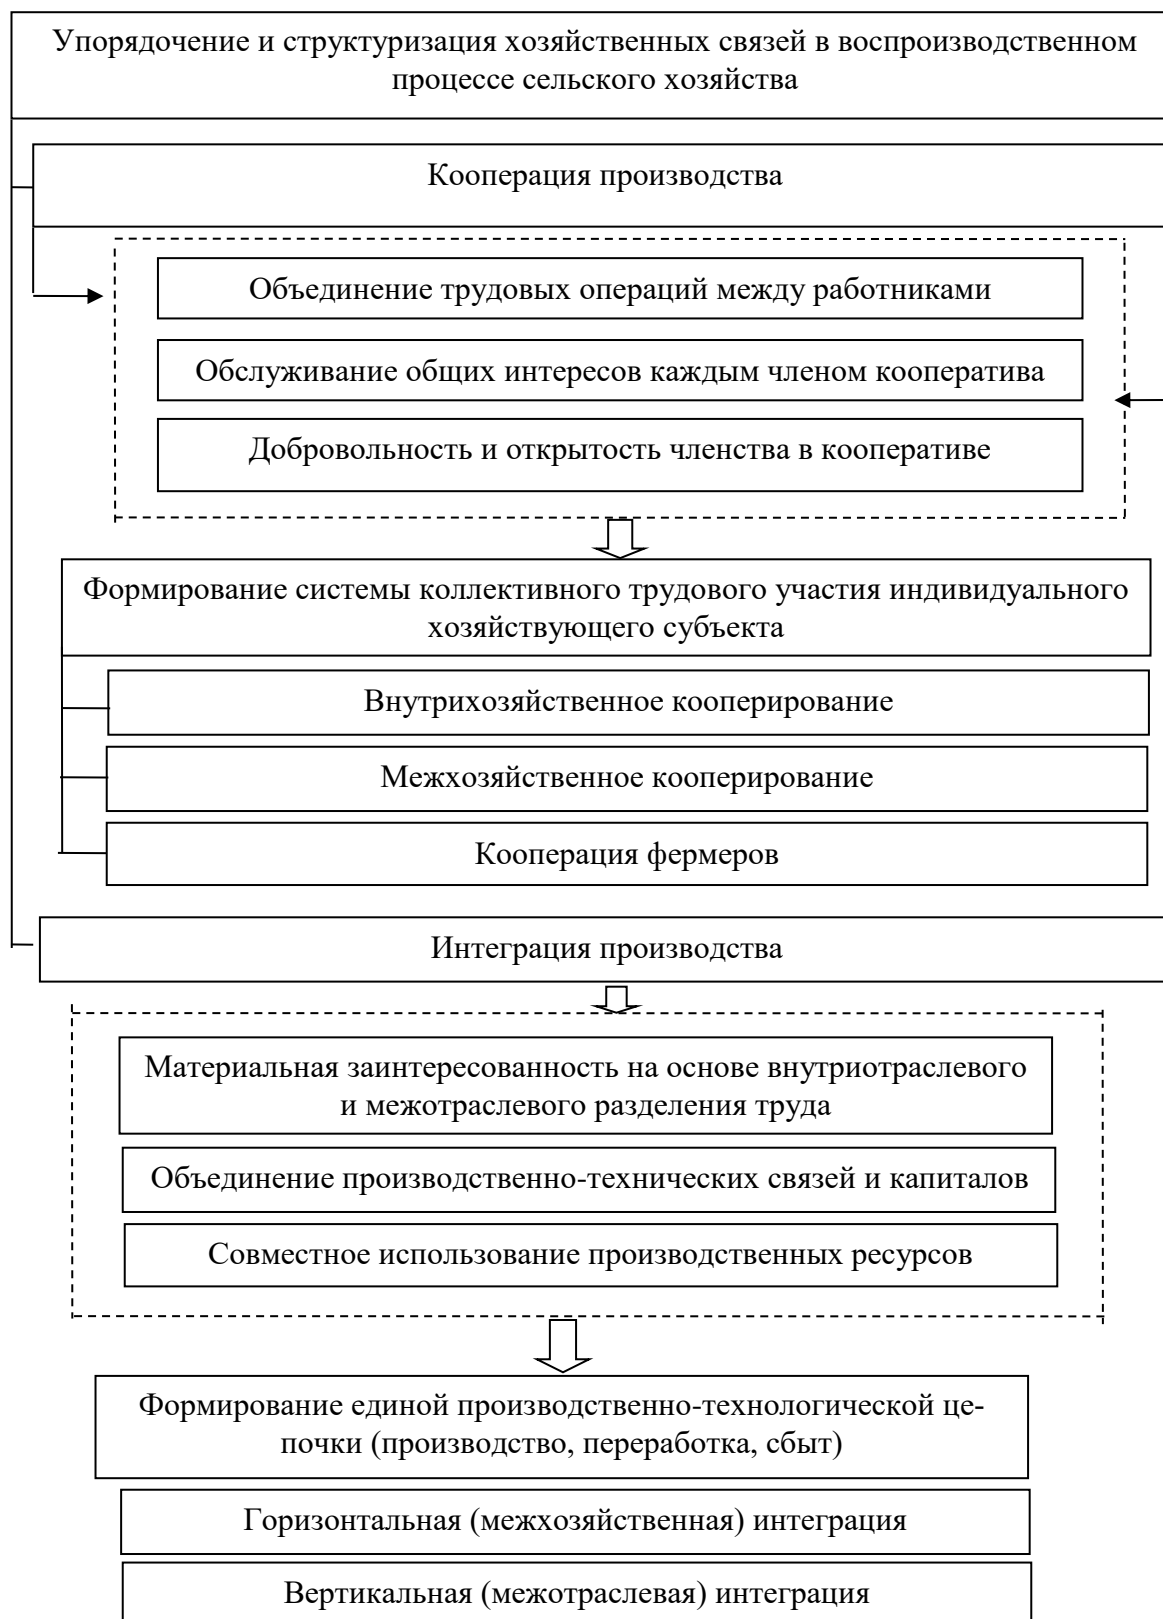 Упорядочение и структуризация хозяйственных связей в воспроизводственном
процессе сельского хозяйства
Кооперация производства
Объединение трудовых операций между работниками
Обслуживание общих интересов каждым членом кооператива
Добровольность и открытость членства в кооперативе
Формирование системы коллективного трудового участия индивидуального
хозяйствующего субъекта
Внутрихозяйственное кооперирование
Межхозяйственное кооперирование
Кооперация фермеров
Интеграция производства
Материальная заинтересованность на основе внутриотраслевого
и межотраслевого разделения труда
Объединение производственно-технических связей и капиталов
Совместное использование производственных ресурсов
Формирование единой производственно-технологической це-
почки (производство, переработка, сбыт)
Горизонтальная (межхозяйственная) интеграция
Вертикальная (межотраслевая) интеграция